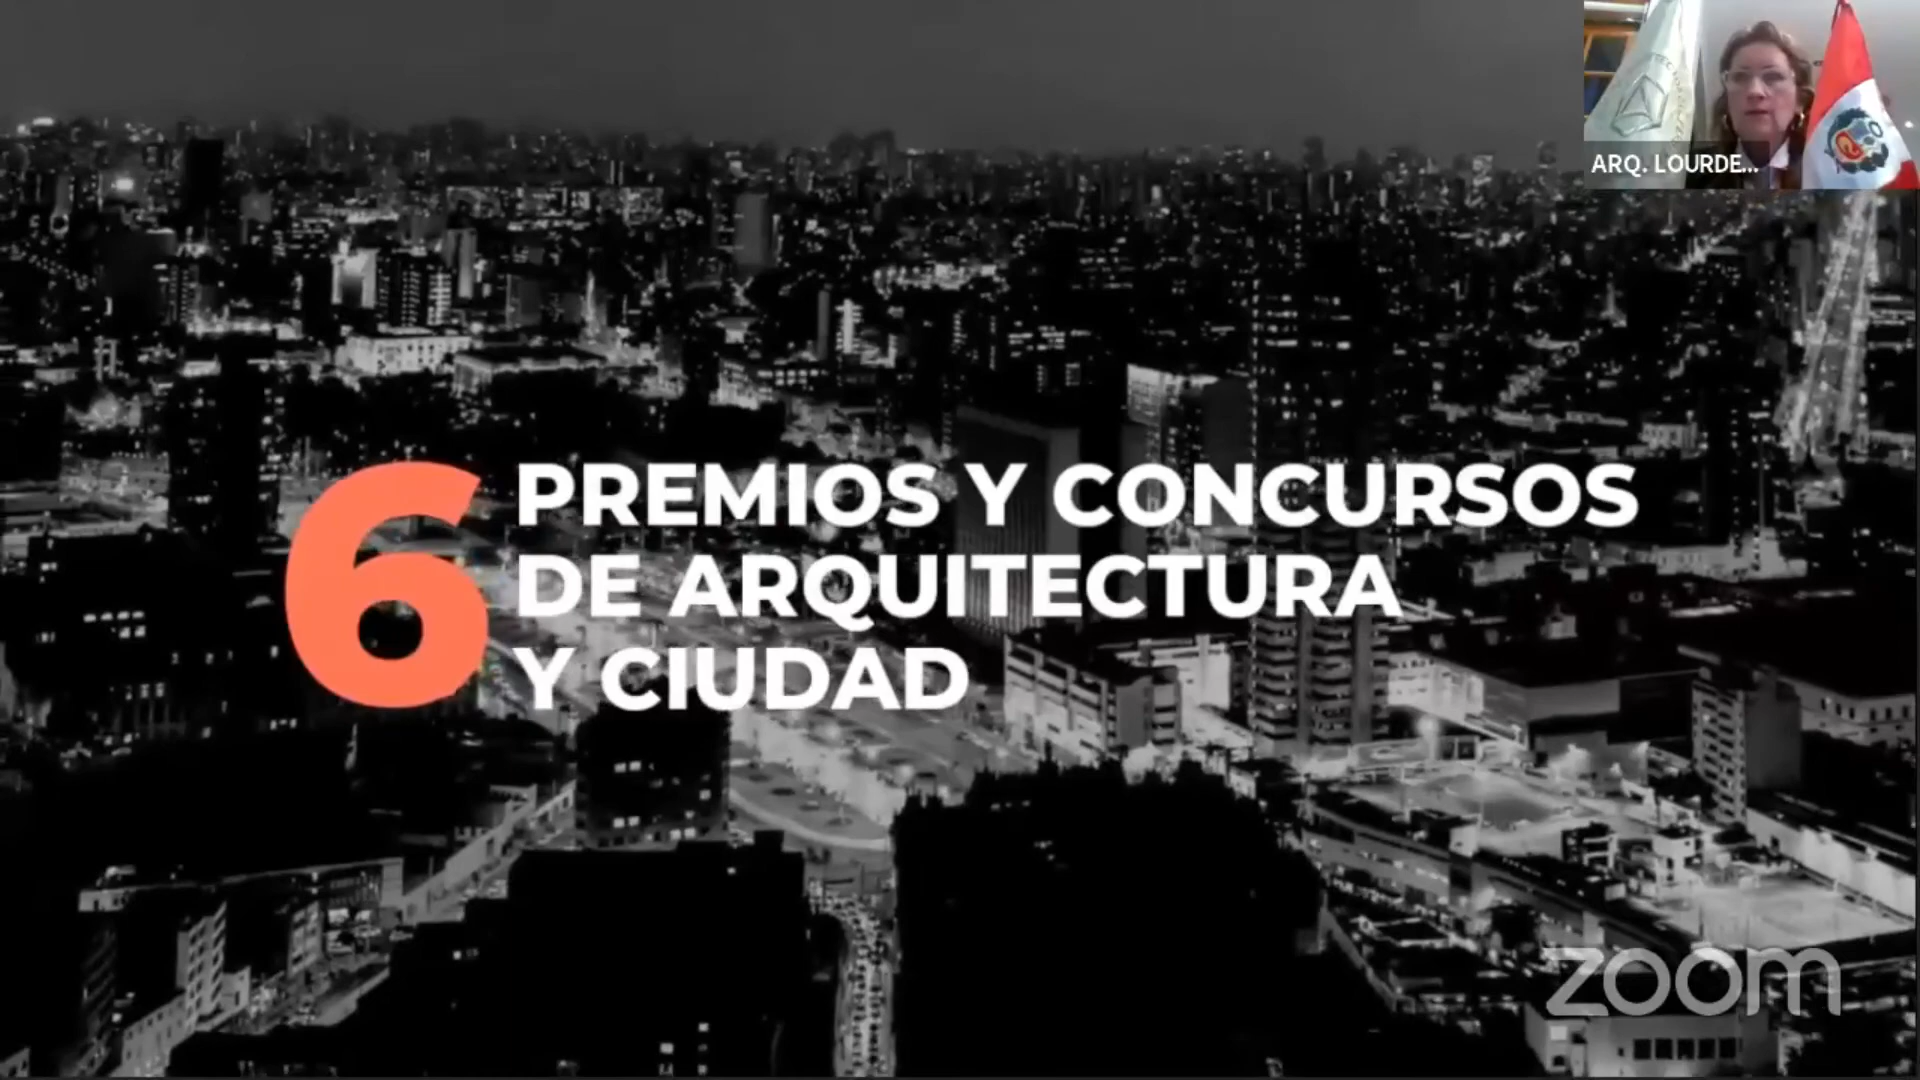 ARQ. LOURDE...
6 PREMIOS Y CONCURSOS
DE ARQUITECTURA
Y CIUDAD
zoom